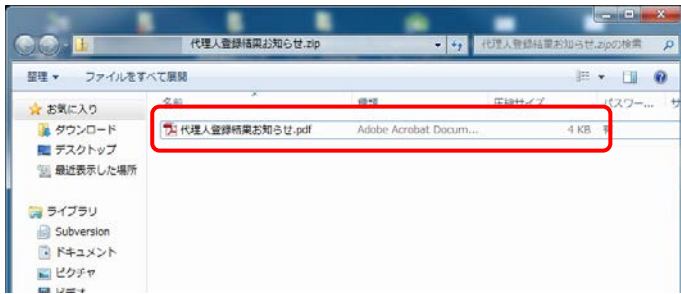 代理人登録結果お知らせ.zip
代理人登録結果お知らせ.zipの検索
整理 ファイルをすべて展開
名前 種類 圧縮サイズ パスワー... サ
お気に入り
代理人登録結果お知らせ.pdf Adobe Acrobat Docum... 4 KB 有
ダウンロード
デスクトップ
最近表示した場所
ライブラリ
Subversion
ドキュメント
ピクチャ
ビデオ